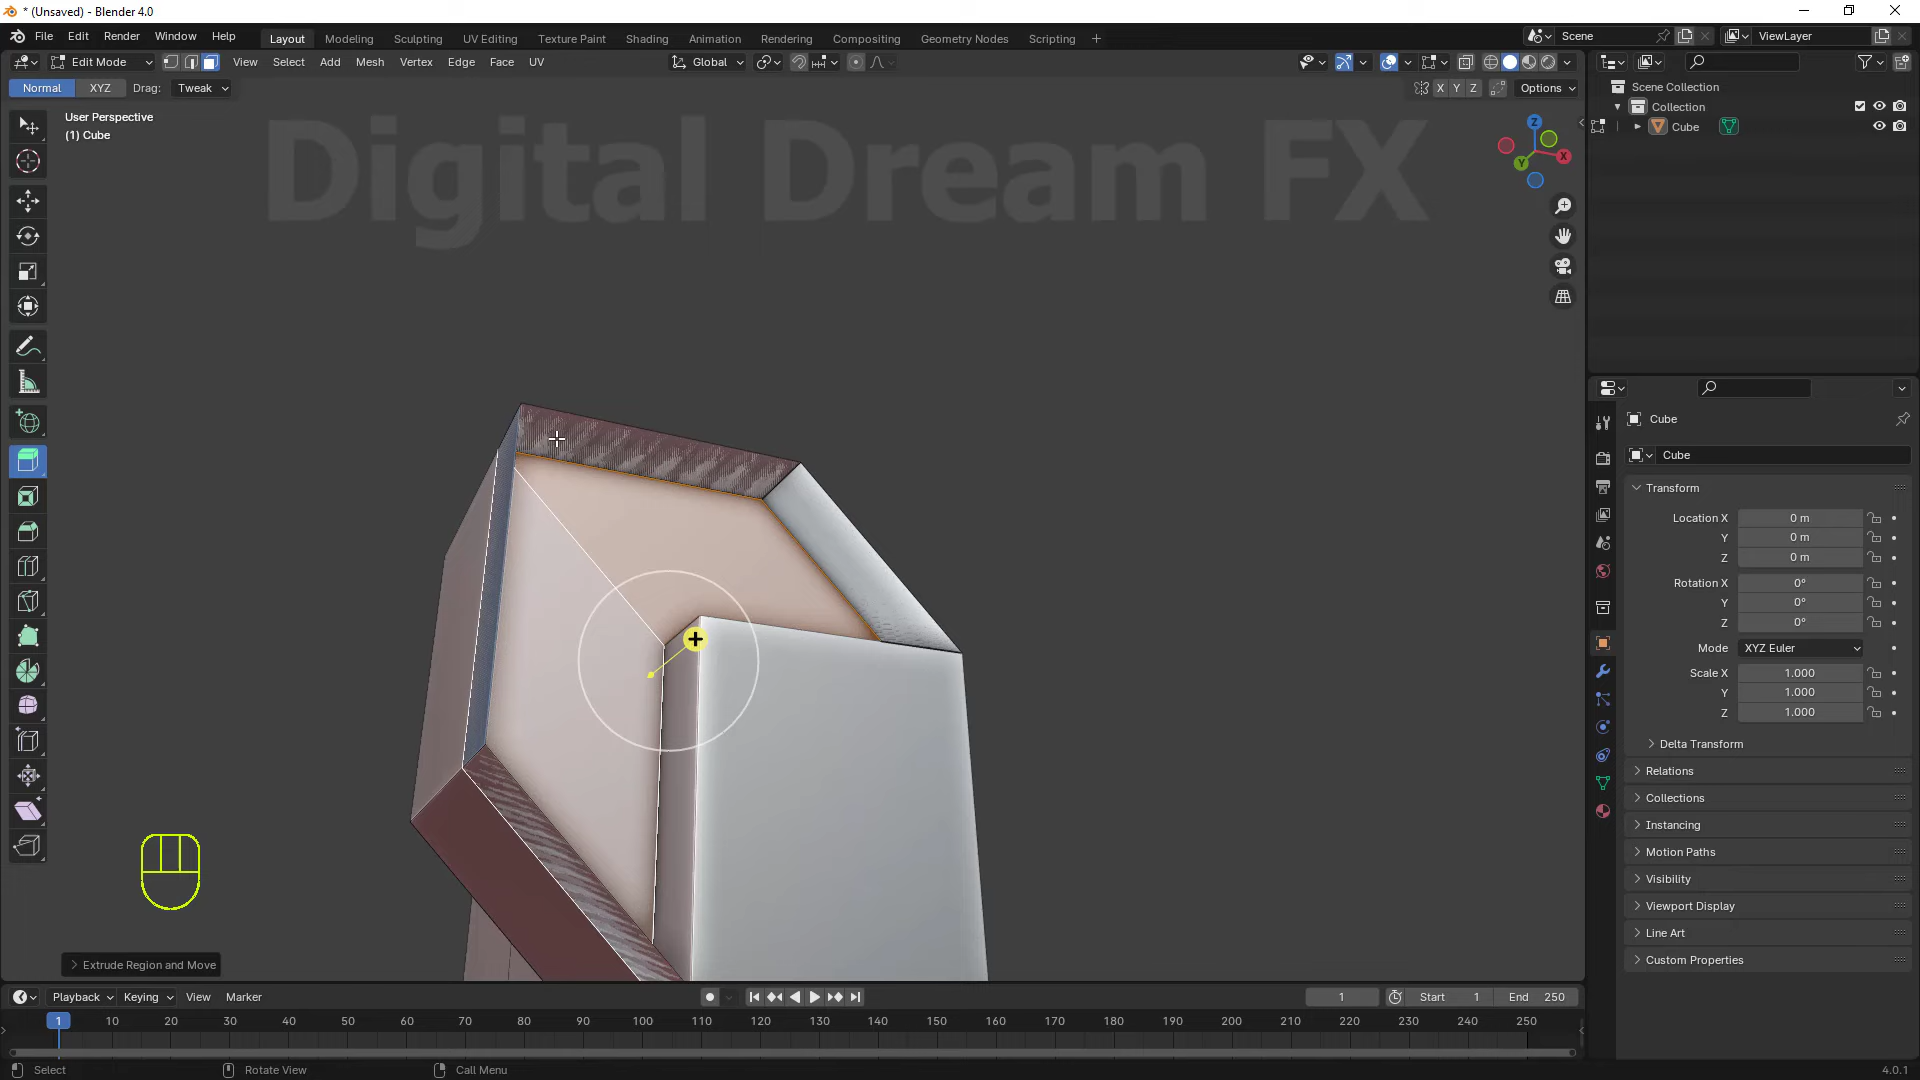 * (Unsaved) - Blender 4.0
File Edit Render Window Help Layout Modeling Sculpting UV Editing Texture Paint Shading Animation Rendering Compositing Geometry Nodes Scripting + Scene ViewLayer
Edit Mode View Select Add Mesh Vertex Edge Face UV Global
Normal XYZ Drag: Tweak X Y Z Options
Scene Collection
Collection
Cube
User Perspective
(1) Cube
Digital Dream FX
Z
X
Y
Cube
Cube
Transform
Location X 0 m
Y 0 m
Z 0 m
Rotation X 0°
Y 0°
Z 0°
Mode XYZ Euler
Scale X 1.000
Y 1.000
Z 1.000
Delta Transform
Relations
Collections
Instancing
Motion Paths
Visibility
Viewport Display
Line Art
Custom Properties
Extrude Region and Move
Playback Keying View Marker 1 Start 1 End 250
1 10 20 30 40 50 60 70 80 90 100 110 120 130 140 150 160 170 180 190 200 210 220 230 240 250
Select Rotate View Call Menu 4.0.1